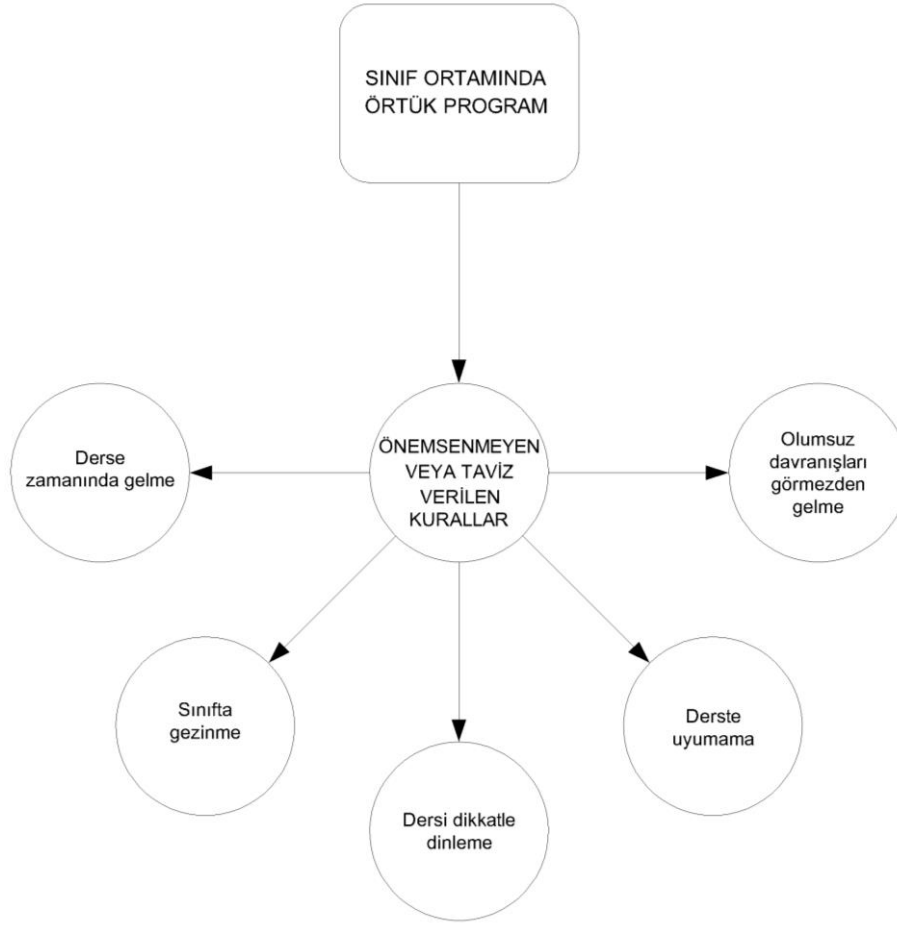 SINIF ORTAMINDA
ÖRTÜK PROGRAM
ÖNEMSENMEYEN
VEYA TAVİZ
VERİLEN
KURALLAR
Derse
zamanında gelme
Olumsuz
davranışları
görmezden
gelme
Sınıfta
gezinme
Derste
uyumama
Dersi dikkatle
dinleme